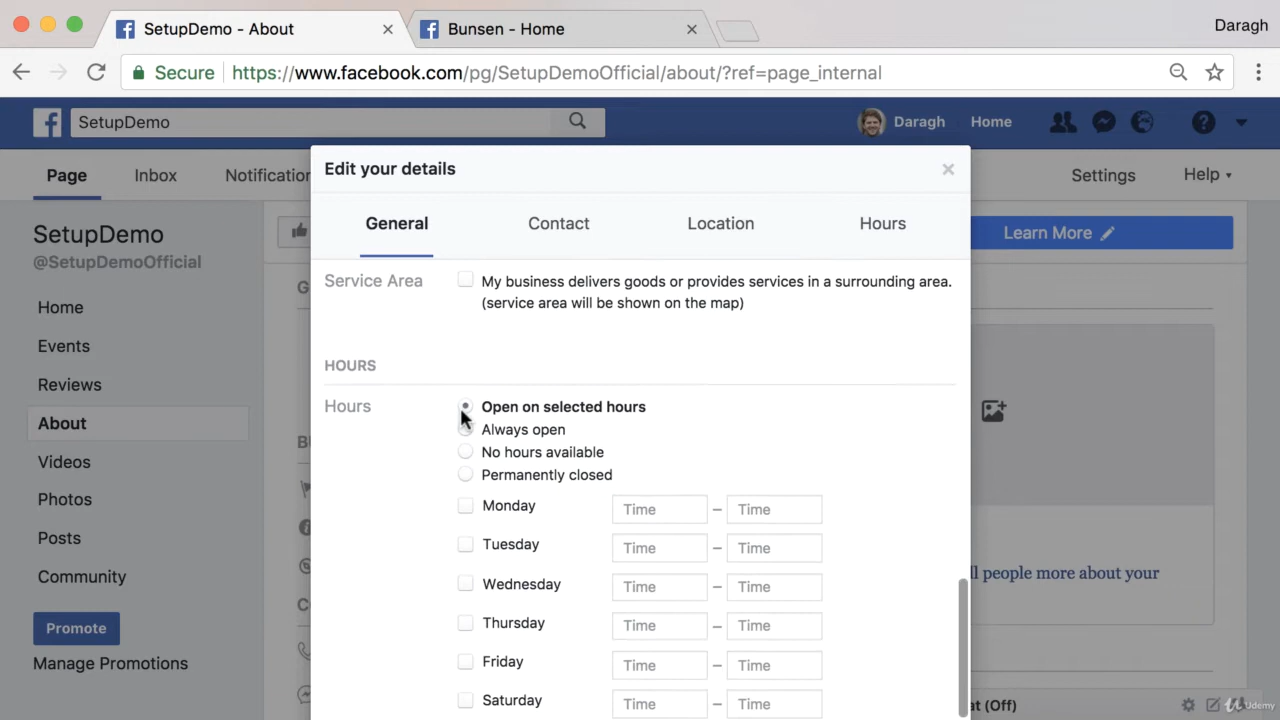 SetupDemo - About
Bunsen - Home
Daragh
Secure https://www.facebook.com/pg/SetupDemoOfficial/about/?ref=page_internal
SetupDemo
Daragh Home
Page Inbox Notification Settings Help
Edit your details
General Contact Location Hours
SetupDemo
@SetupDemoOfficial
Learn More
Home
Events
Reviews
About
Videos
Photos
Posts
Community
Promote
Manage Promotions
Service Area
My business delivers goods or provides services in a surrounding area.
(service area will be shown on the map)
HOURS
Hours
Open on selected hours
Always open
No hours available
Permanently closed
Monday Time – Time
Tuesday Time – Time
Wednesday Time – Time
Thursday Time – Time
Friday Time – Time
Saturday Time – Time
ll people more about your
at (Off)
Udemy